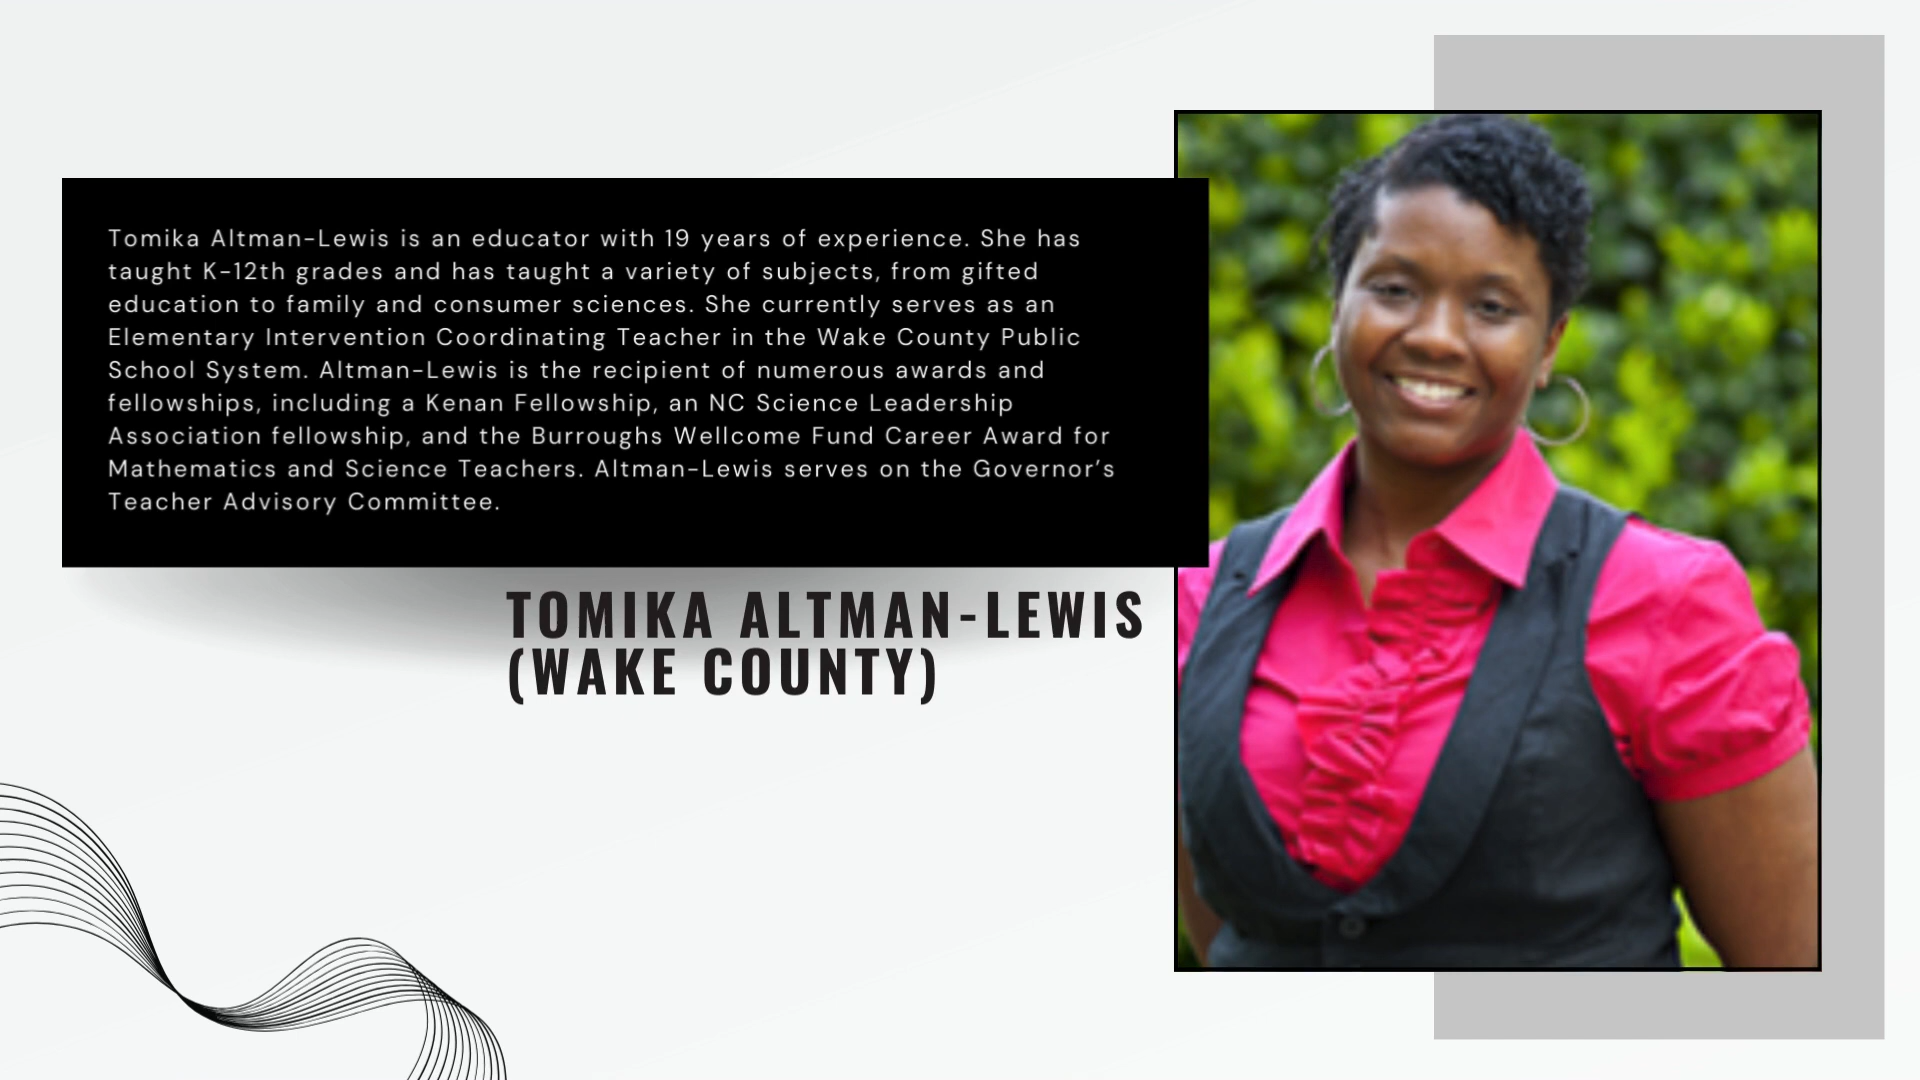 Tomika Altman-Lewis is an educator with 19 years of experience. She has
taught K-12th grades and has taught a variety of subjects, from gifted
education to family and consumer sciences. She currently serves as an
Elementary Intervention Coordinating Teacher in the Wake County Public
School System. Altman-Lewis is the recipient of numerous awards and
fellowships, including a Kenan Fellowship, an NC Science Leadership
Association fellowship, and the Burroughs Wellcome Fund Career Award for
Mathematics and Science Teachers. Altman-Lewis serves on the Governor’s
Teacher Advisory Committee.
TOMIKA ALTMAN-LEWIS
(WAKE COUNTY)